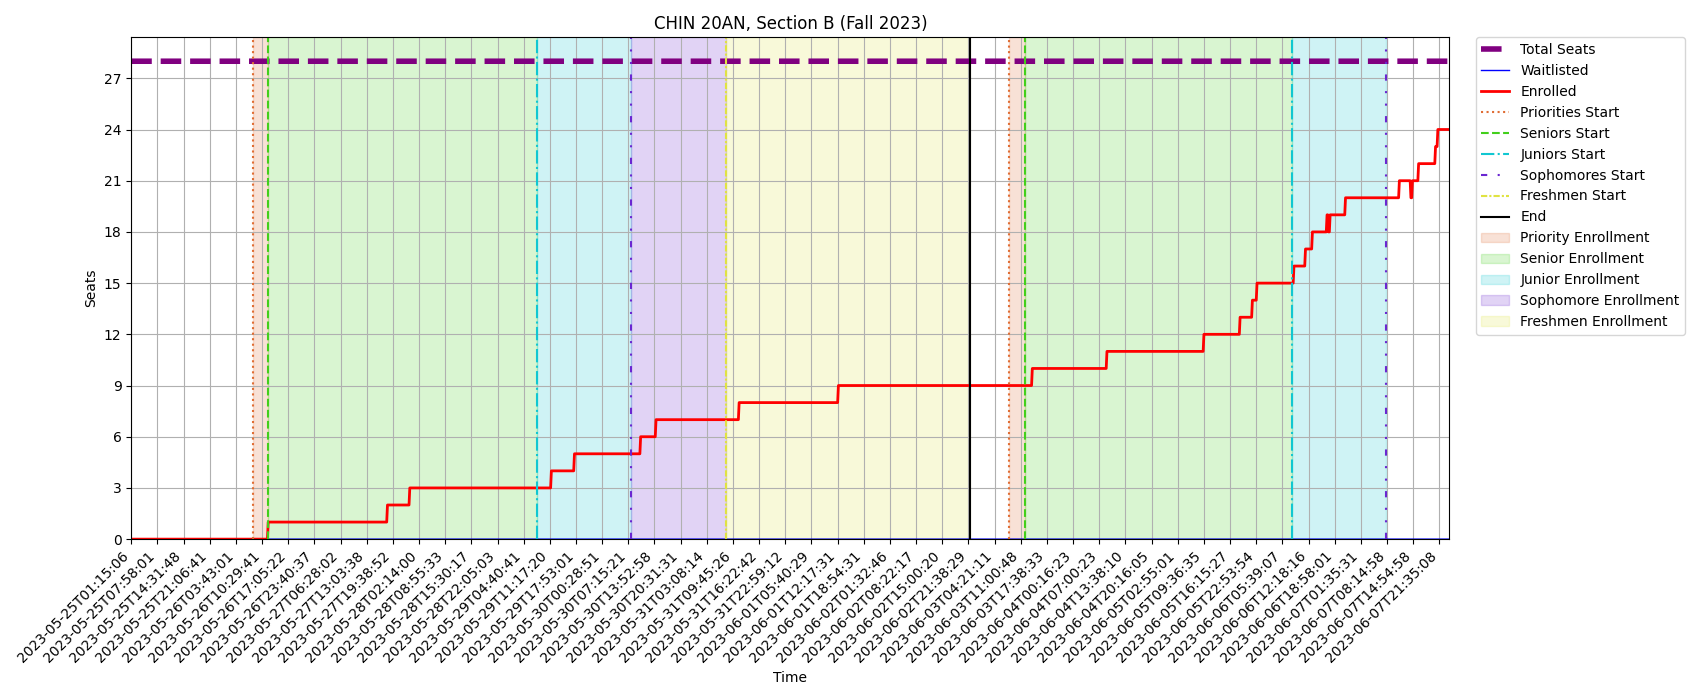 CHIN 20AN, Section B (Fall 2023)
Total Seats
Waitlisted
Enrolled
Priorities Start
Seniors Start
Juniors Start
Sophomores Start
Freshmen Start
End
Priority Enrollment
Senior Enrollment
Junior Enrollment
Sophomore Enrollment
Freshmen Enrollment
Seats
27
24
21
18
15
12
9
6
3
0
2023-05-25T01:15:06
2023-05-25T07:58:01
2023-05-25T14:31:48
2023-05-25T21:06:41
2023-05-26T03:43:01
2023-05-26T10:29:41
2023-05-26T17:05:22
2023-05-26T23:40:37
2023-05-27T06:28:02
2023-05-27T13:03:38
2023-05-27T19:38:52
2023-05-28T02:14:00
2023-05-28T08:55:33
2023-05-28T15:30:17
2023-05-28T22:05:03
2023-05-29T04:40:41
2023-05-29T11:17:20
2023-05-29T17:53:01
2023-05-30T00:28:51
2023-05-30T07:15:21
2023-05-30T13:52:58
2023-05-30T20:31:31
2023-05-31T03:08:14
2023-05-31T09:45:26
2023-05-31T16:22:42
2023-05-31T22:59:12
2023-06-01T05:40:29
2023-06-01T12:17:31
2023-06-01T18:54:31
2023-06-02T01:32:46
2023-06-02T08:22:17
2023-06-02T15:00:20
2023-06-02T21:38:29
2023-06-03T04:21:11
2023-06-03T11:00:48
2023-06-03T17:38:33
2023-06-04T00:16:23
2023-06-04T07:00:23
2023-06-04T13:38:10
2023-06-04T20:16:05
2023-06-05T02:55:01
2023-06-05T09:36:35
2023-06-05T16:15:27
2023-06-05T22:53:54
2023-06-06T05:39:07
2023-06-06T12:18:16
2023-06-06T18:58:01
2023-06-07T01:35:31
2023-06-07T08:14:58
2023-06-07T14:54:58
2023-06-07T21:35:08
Time